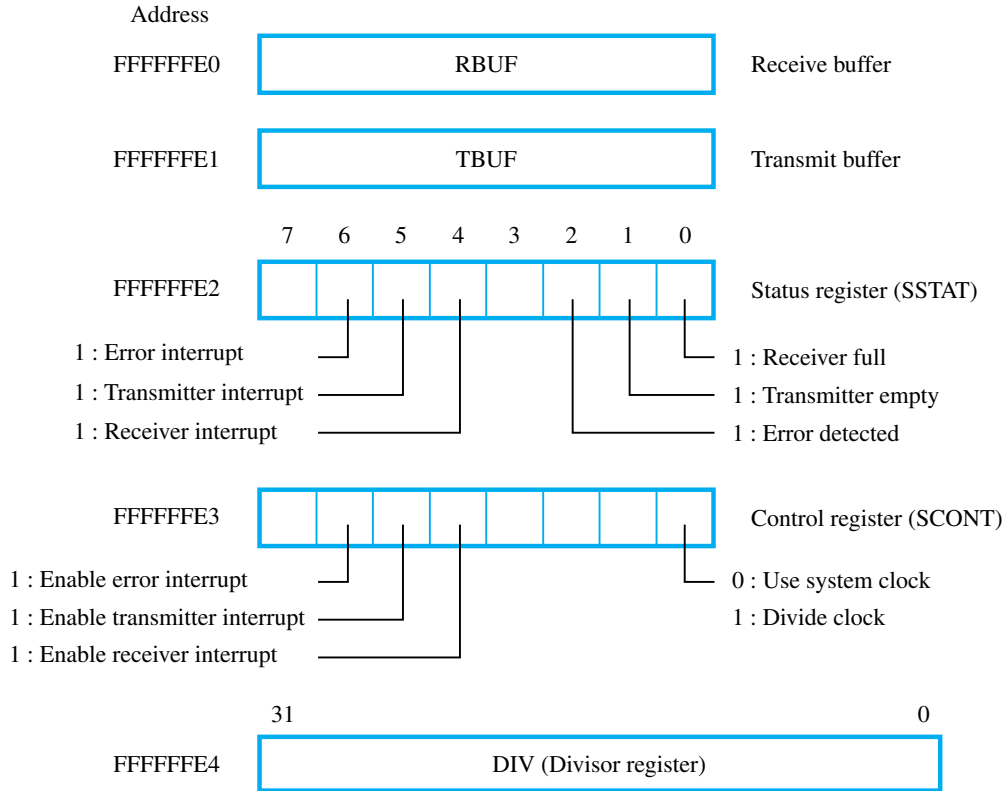 Address
FFFFFFE0 RBUF Receive buffer
FFFFFFE1 TBUF Transmit buffer
7 6 5 4 3 2 1 0
FFFFFFE2 Status register (SSTAT)
1 : Error interrupt 1 : Receiver full
1 : Transmitter interrupt 1 : Transmitter empty
1 : Receiver interrupt 1 : Error detected
FFFFFFE3 Control register (SCONT)
1 : Enable error interrupt 0 : Use system clock
1 : Enable transmitter interrupt 1 : Divide clock
1 : Enable receiver interrupt
31 0
FFFFFFE4 DIV (Divisor register)